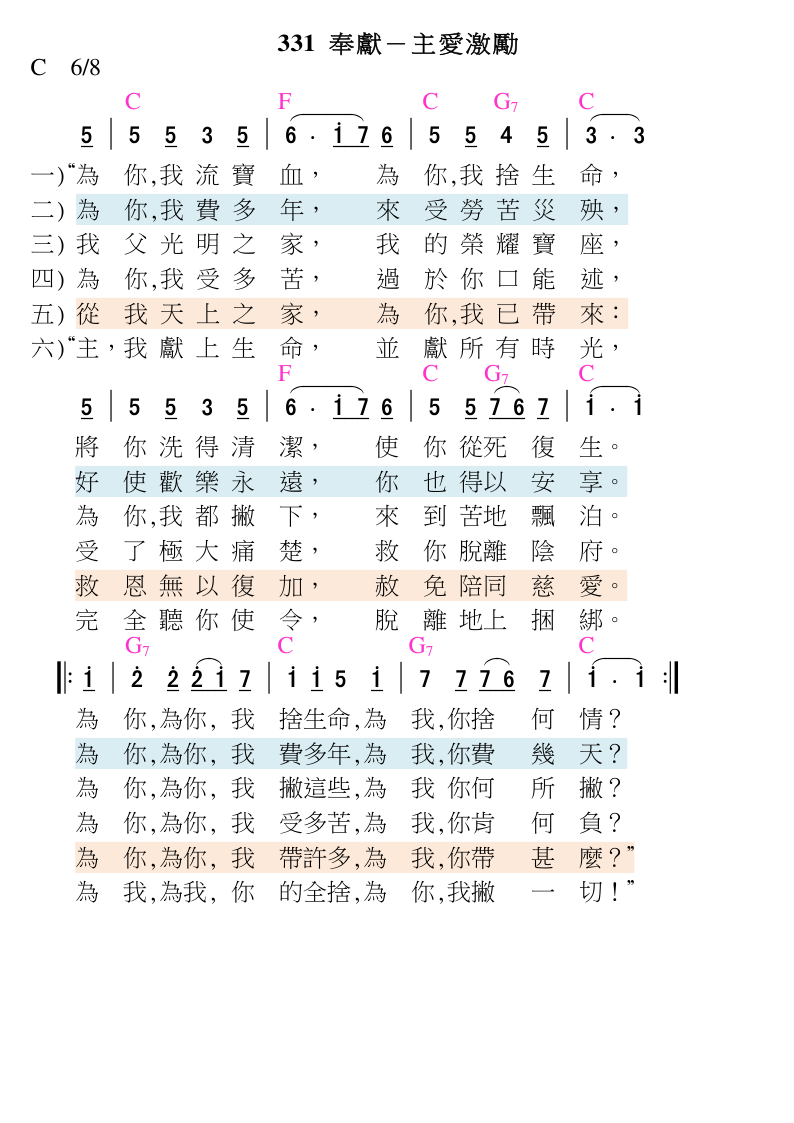 331 奉獻－主愛激勵
C 6/8
C F C G7 C
5 | 5 5 3 5 | 6 · i 7 6 | 5 5 4 5 | 3 · 3
一)“為 你,我 流 寶 血， 為 你,我 捨 生 命，
二) 為 你,我 費 多 年， 來 受 勞 苦 災 殃，
三) 我 父 光 明 之 家， 我 的 榮 耀 寶 座，
四) 為 你,我 受 多 苦， 過 於 你 口 能 述，
五) 從 我 天 上 之 家， 為 你,我 已 帶 來：
六)“主，我 獻 上 生 命， 並 獻 所 有 時 光，
F C G7 C
5 | 5 5 3 5 | 6 · i 7 6 | 5 5 7 6 7 | i · i
將 你 洗 得 清 潔， 使 你 從死 復 生。
好 使 歡 樂 永 遠， 你 也 得以 安 享。
為 你,我 都 撇 下， 來 到 苦地 飄 泊。
受 了 極 大 痛 楚， 救 你 脫離 陰 府。
救 恩 無 以 復 加， 赦 免 陪同 慈 愛。
完 全 聽 你 使 令， 脫 離 地上 捆 綁。
G7 C G7 C
‖: i | 2̇ 2̇ 2̇ i 7 | i i 5 i | 7 7 7 6 7 | i · i :‖
為 你,為你, 我 捨生命,為 我,你捨 何 情？
為 你,為你, 我 費多年,為 我,你費 幾 天？
為 你,為你, 我 撇這些,為 我 你何 所 撇？
為 你,為你, 我 受多苦,為 我,你肯 何 負？
為 你,為你, 我 帶許多,為 我,你帶 甚 麼？”
為 我,為我, 你 的全捨,為 你,我撇 一 切！”